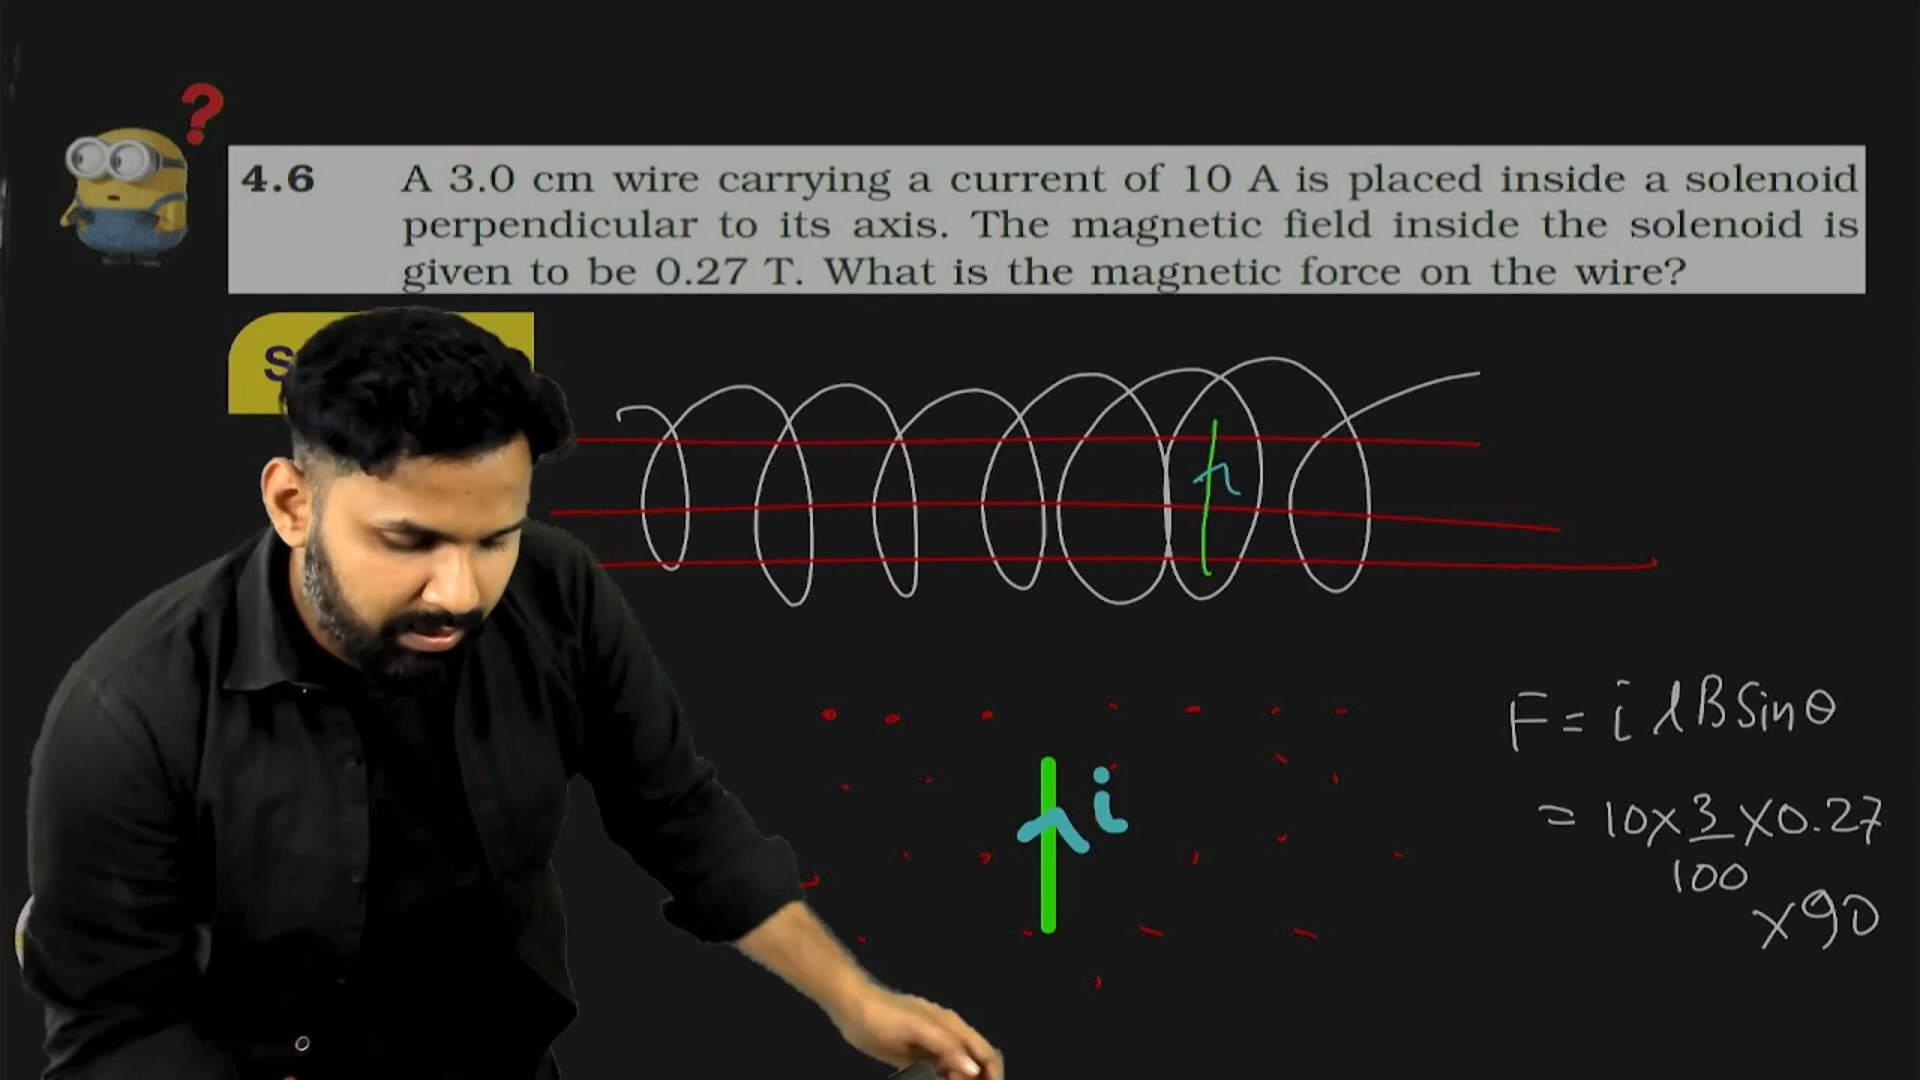 ?
4.6 A 3.0 cm wire carrying a current of 10 A is placed inside a solenoid
perpendicular to its axis. The magnetic field inside the solenoid is
given to be 0.27 T. What is the magnetic force on the wire?
S
i
F = i l B Sin θ
= 10 × 3/100 × 0.27
× 90